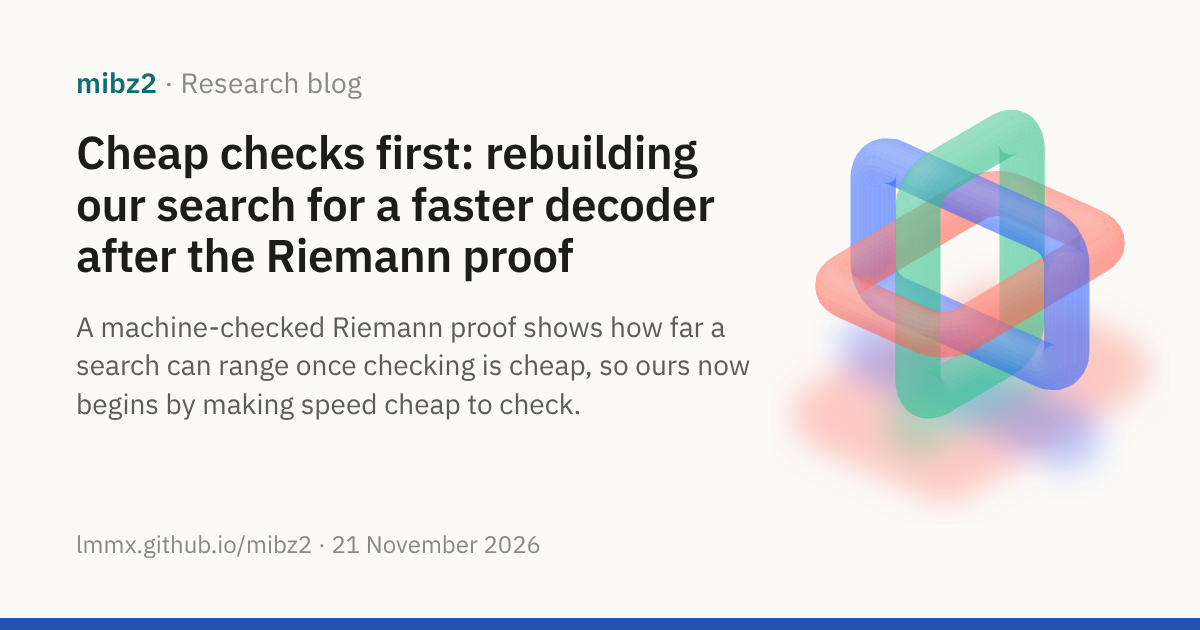 mibz2 · Research blog
Cheap checks first: rebuilding
our search for a faster decoder
after the Riemann proof
A machine-checked Riemann proof shows how far a
search can range once checking is cheap, so ours now
begins by making speed cheap to check.
lmmx.github.io/mibz2 · 21 November 2026